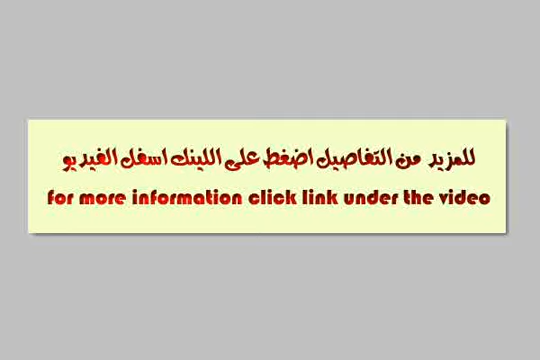 للمزيد من التفاصيل اضغط على اللينك اسفل الفيديو
for more information click link under the video